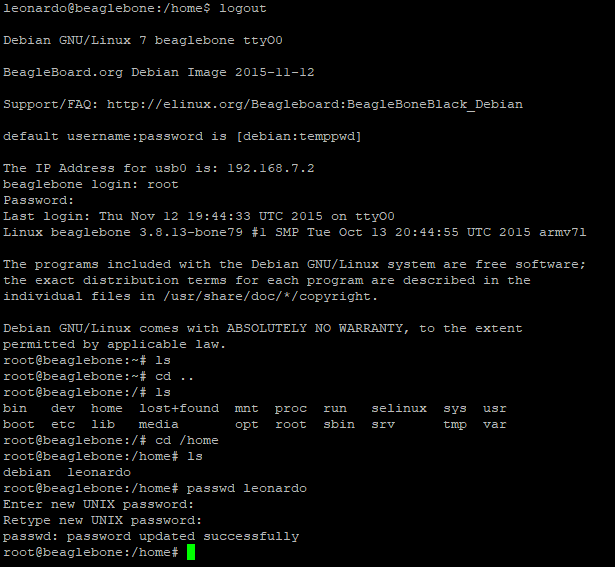 leonardo@beaglebone:/home$ logout
Debian GNU/Linux 7 beaglebone ttyO0
BeagleBoard.org Debian Image 2015-11-12
Support/FAQ: http://elinux.org/Beagleboard:BeagleBoneBlack_Debian
default username:password is [debian:temppwd]
The IP Address for usb0 is: 192.168.7.2
beaglebone login: root
Password:
Last login: Thu Nov 12 19:44:33 UTC 2015 on ttyO0
Linux beaglebone 3.8.13-bone79 #1 SMP Tue Oct 13 20:44:55 UTC 2015 armv7l
The programs included with the Debian GNU/Linux system are free software;
the exact distribution terms for each program are described in the
individual files in /usr/share/doc/*/copyright.
Debian GNU/Linux comes with ABSOLUTELY NO WARRANTY, to the extent
permitted by applicable law.
root@beaglebone:~# ls
root@beaglebone:~# cd ..
root@beaglebone:/# ls
bin   dev  home  lost+found  mnt  proc  run   selinux  sys  usr
boot  etc  lib   media       opt  root  sbin  srv      tmp  var
root@beaglebone:/# cd /home
root@beaglebone:/home# ls
debian  leonardo
root@beaglebone:/home# passwd leonardo
Enter new UNIX password:
Retype new UNIX password:
passwd: password updated successfully
root@beaglebone:/home#